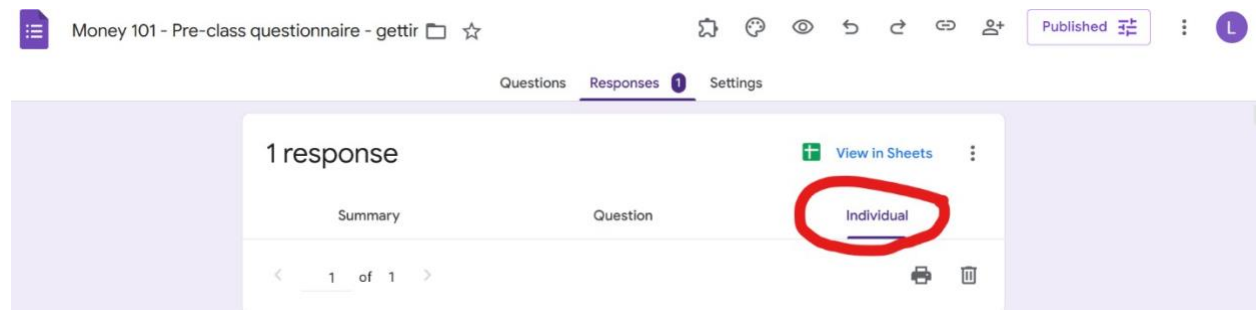 Money 101 - Pre-class questionnaire - gettir
Published
L
Questions Responses 1 Settings
1 response
View in Sheets
Summary Question Individual
1 of 1